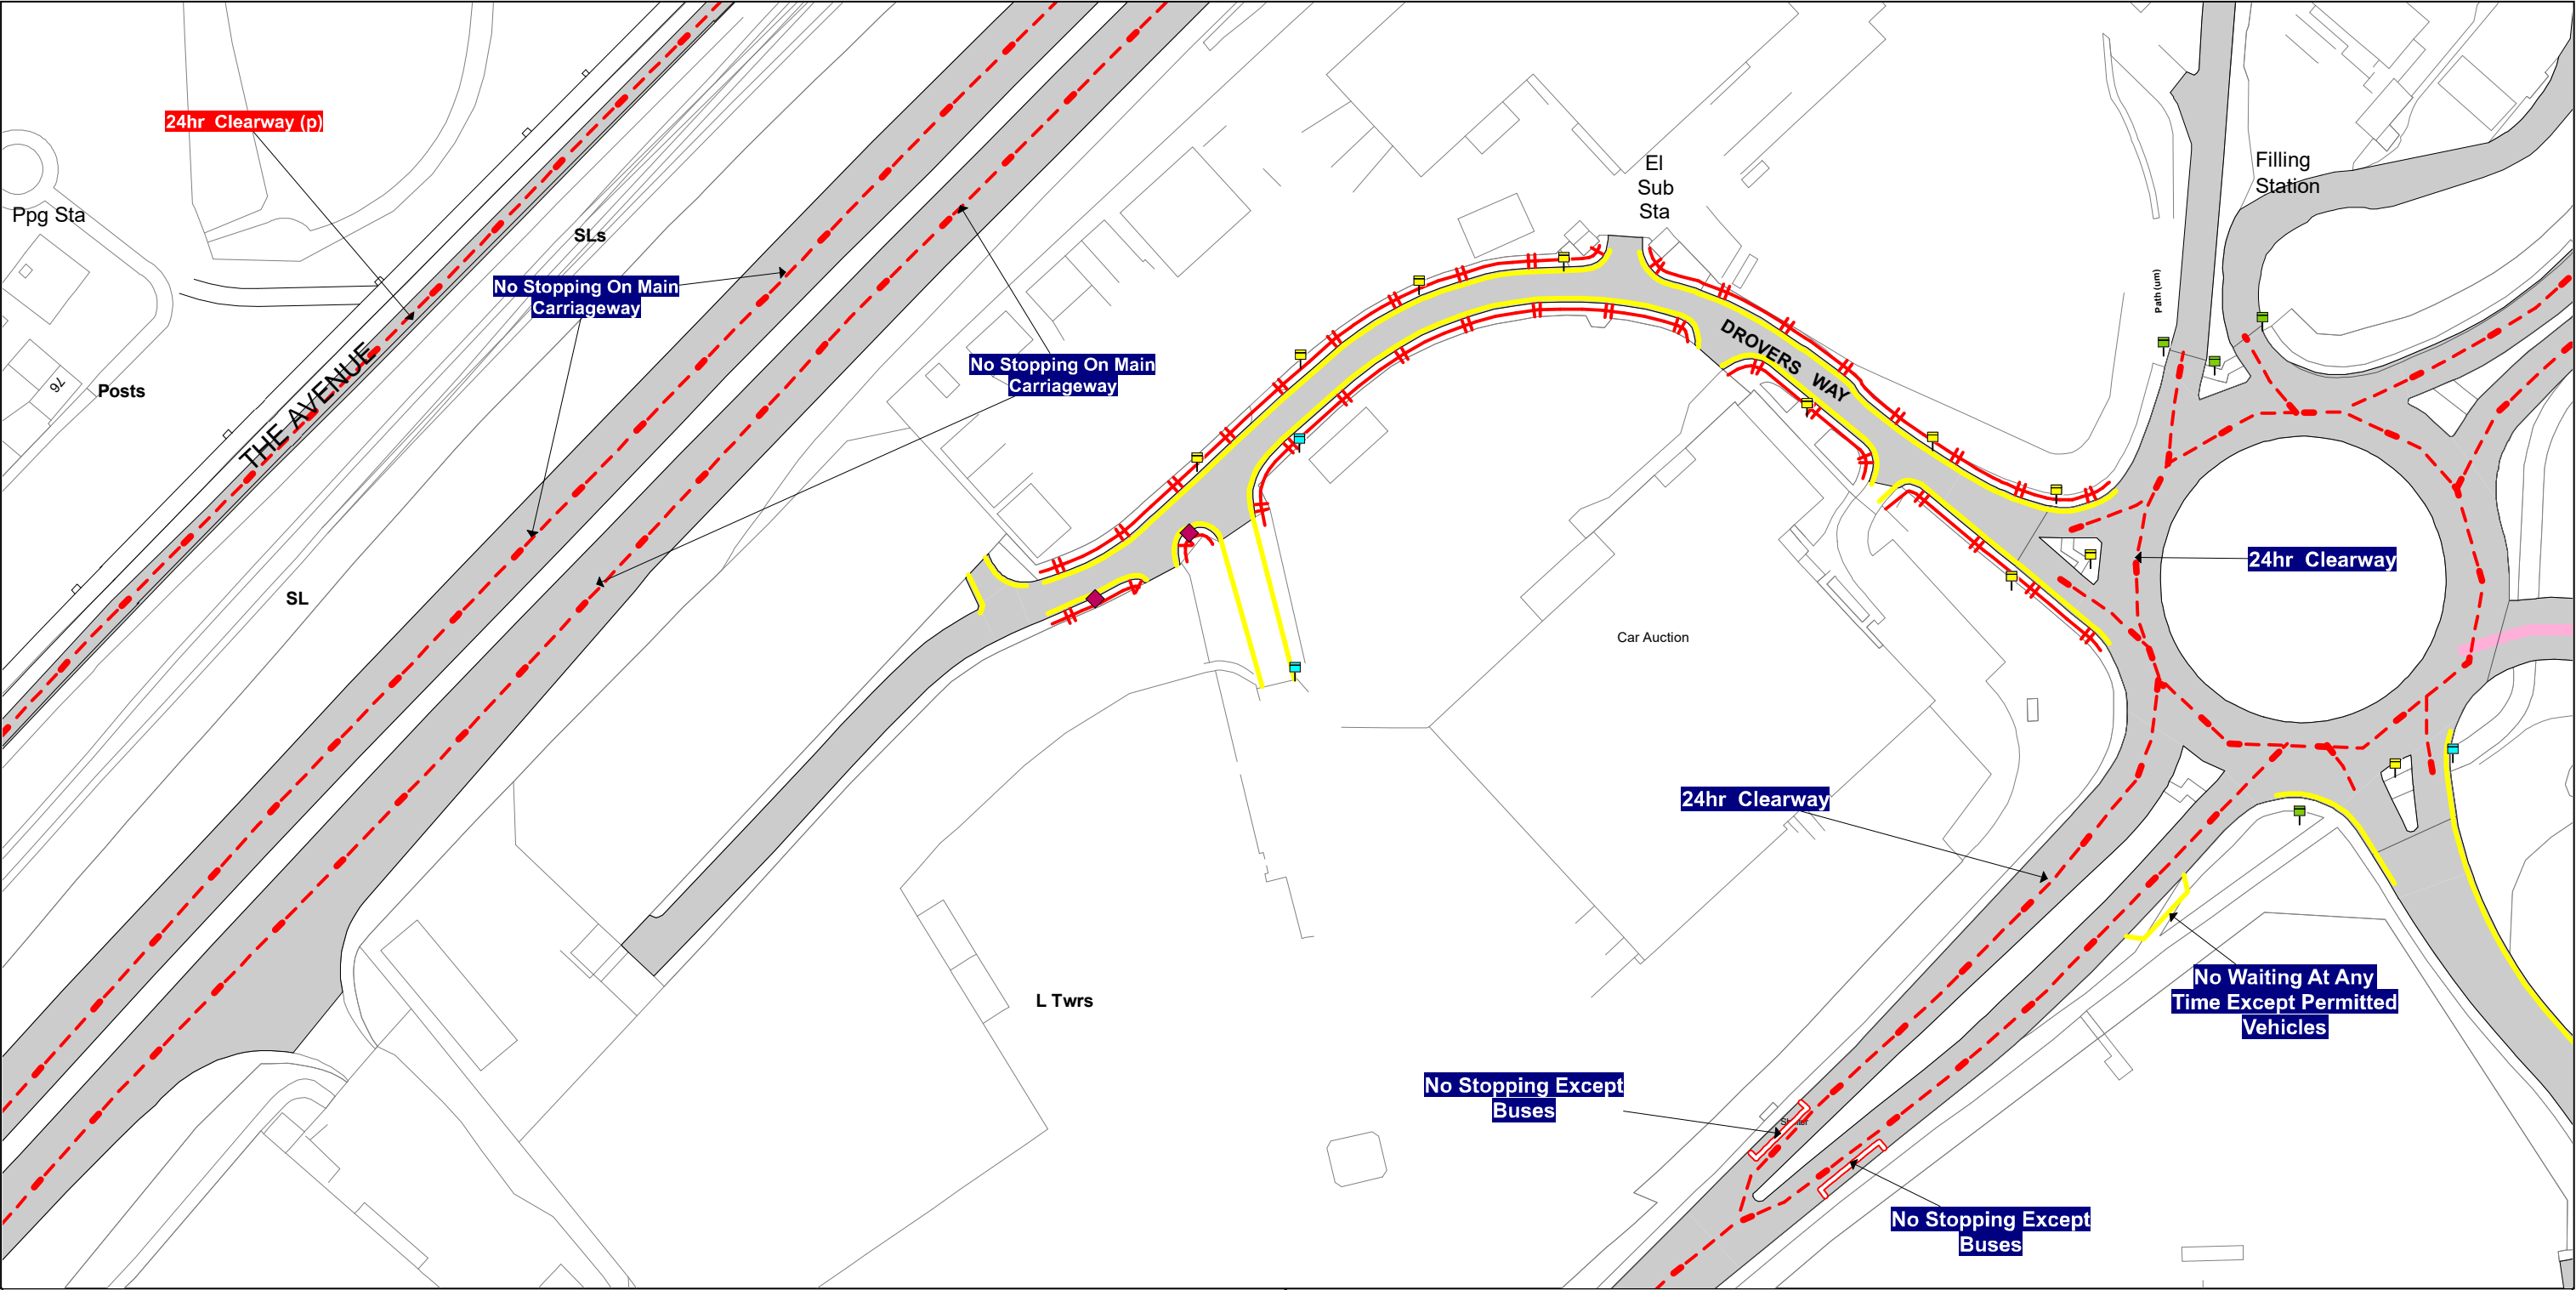 24hr Clearway (p)
Ppg Sta
SLs
No Stopping On Main
Carriageway
El
Sub
Sta
Filling
Station
Path (um)
DROVERS WAY
No Stopping On Main
Carriageway
76
Posts
THE AVENUE
SL
24hr Clearway
Car Auction
24hr Clearway
L Twrs
No Waiting At Any
Time Except Permitted
Vehicles
No Stopping Except
Buses
No Stopping Except
Buses